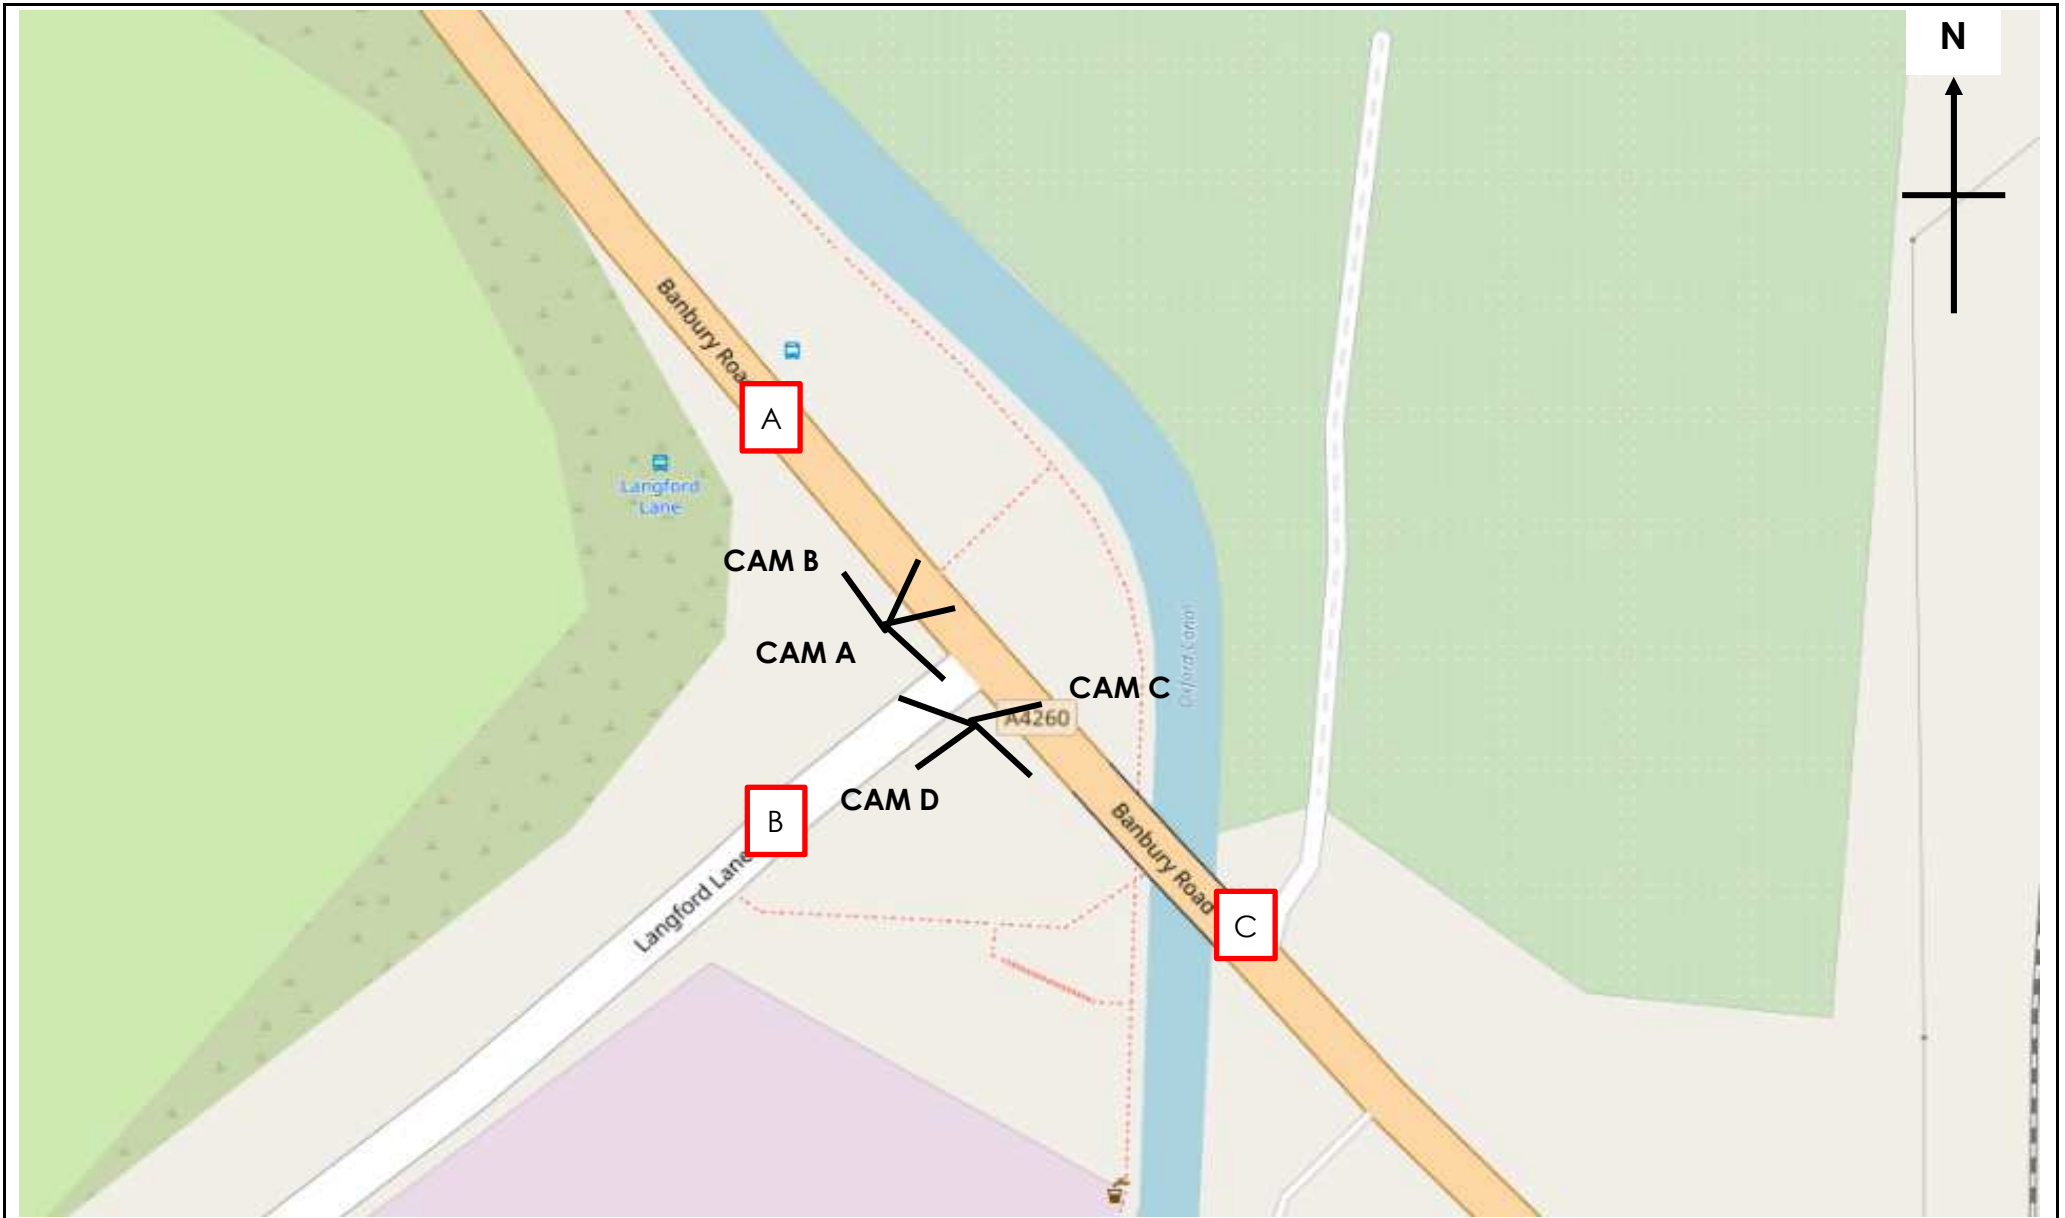 N
Banbury Roa
A
Langford
Lane
CAM B
CAM A
CAM C
A4260
CAM D
B
Langford Lane
Banbury Road
C